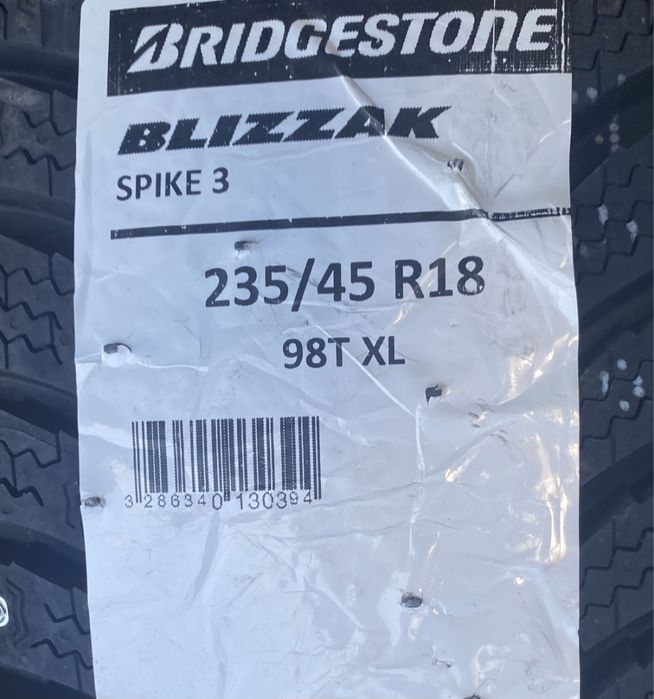 BRIDGESTONE
BLIZZAK
SPIKE 3
235/45 R18
98T XL
3 286340 130394